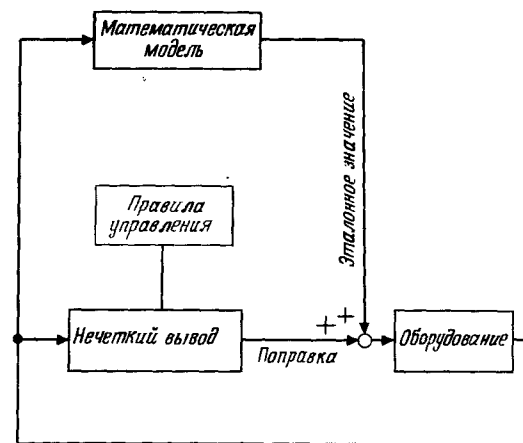 Математическая
модель
Эталонное значение
Правила
управления
Нечеткий вывод
Поправка
+ +
Оборудование